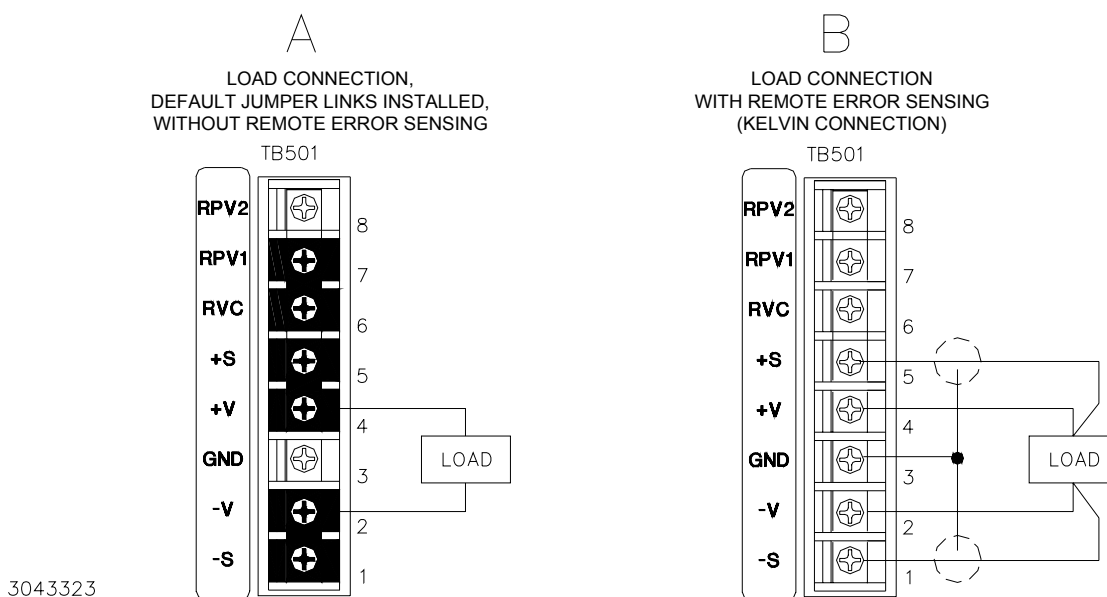 A
LOAD CONNECTION,
DEFAULT JUMPER LINKS INSTALLED,
WITHOUT REMOTE ERROR SENSING
TB501
RPV2
8
RPV1
7
RVC
6
+S
5
+V
4
GND
3
LOAD
-V
2
-S
1
B
LOAD CONNECTION
WITH REMOTE ERROR SENSING
(KELVIN CONNECTION)
TB501
RPV2
8
RPV1
7
RVC
6
+S
5
+V
4
GND
3
LOAD
-V
2
-S
1
3043323